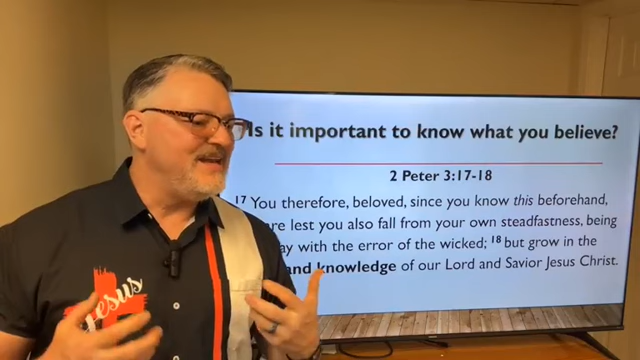 Is it important to know what you believe?
2 Peter 3:17-18
17 You therefore, beloved, since you know this beforehand,
lest you also fall from your own steadfastness, being
with the error of the wicked; 18 but grow in the
and knowledge of our Lord and Savior Jesus Christ.
Jesus